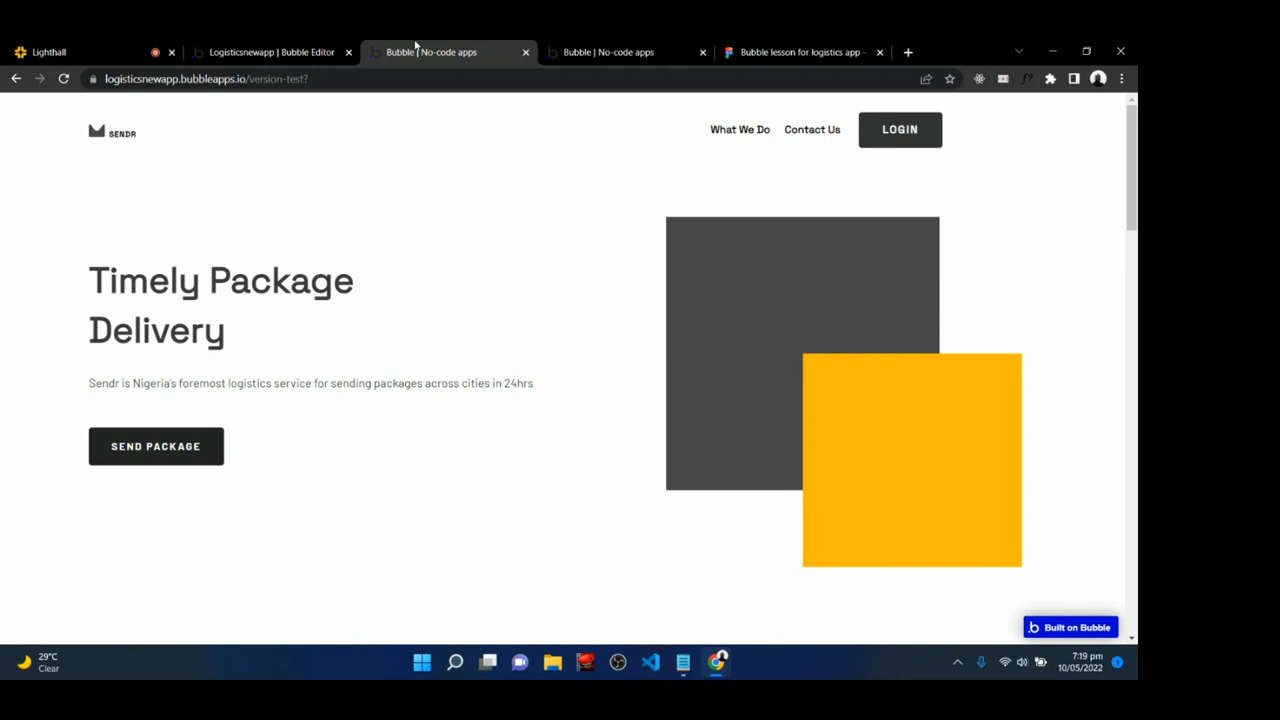 Lighthall
Logisticsnewapp | Bubble Editor
Bubble | No-code apps
Bubble | No-code apps
Bubble lesson for logistics app –
logisticsnewapp.bubbleapps.io/version-test?
SENDR
What We Do
Contact Us
LOGIN
Timely Package
Delivery
Sendr is Nigeria's foremost logistics service for sending packages across cities in 24hrs
SEND PACKAGE
Built on Bubble
29°C
Clear
7:19 pm
10/05/2022
1